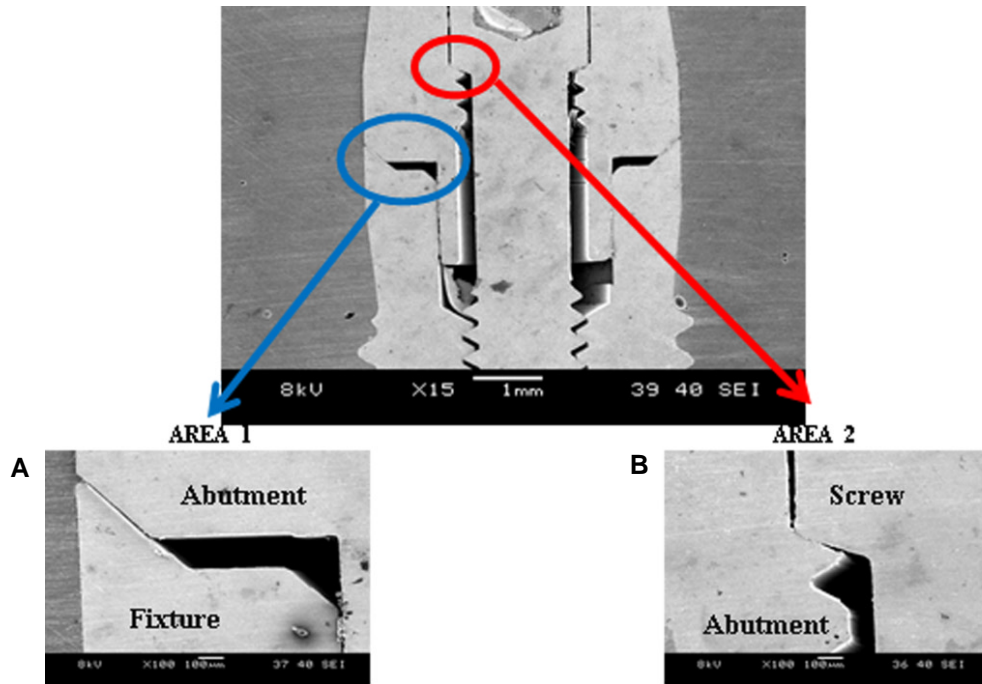 8kV X15 1mm 39 40 SEI
AREA 1
AREA 2
A
Abutment
Fixture
8kV X100 100µm 37 40 SEI
B
Screw
Abutment
8kV X100 100µm 36 40 SEI